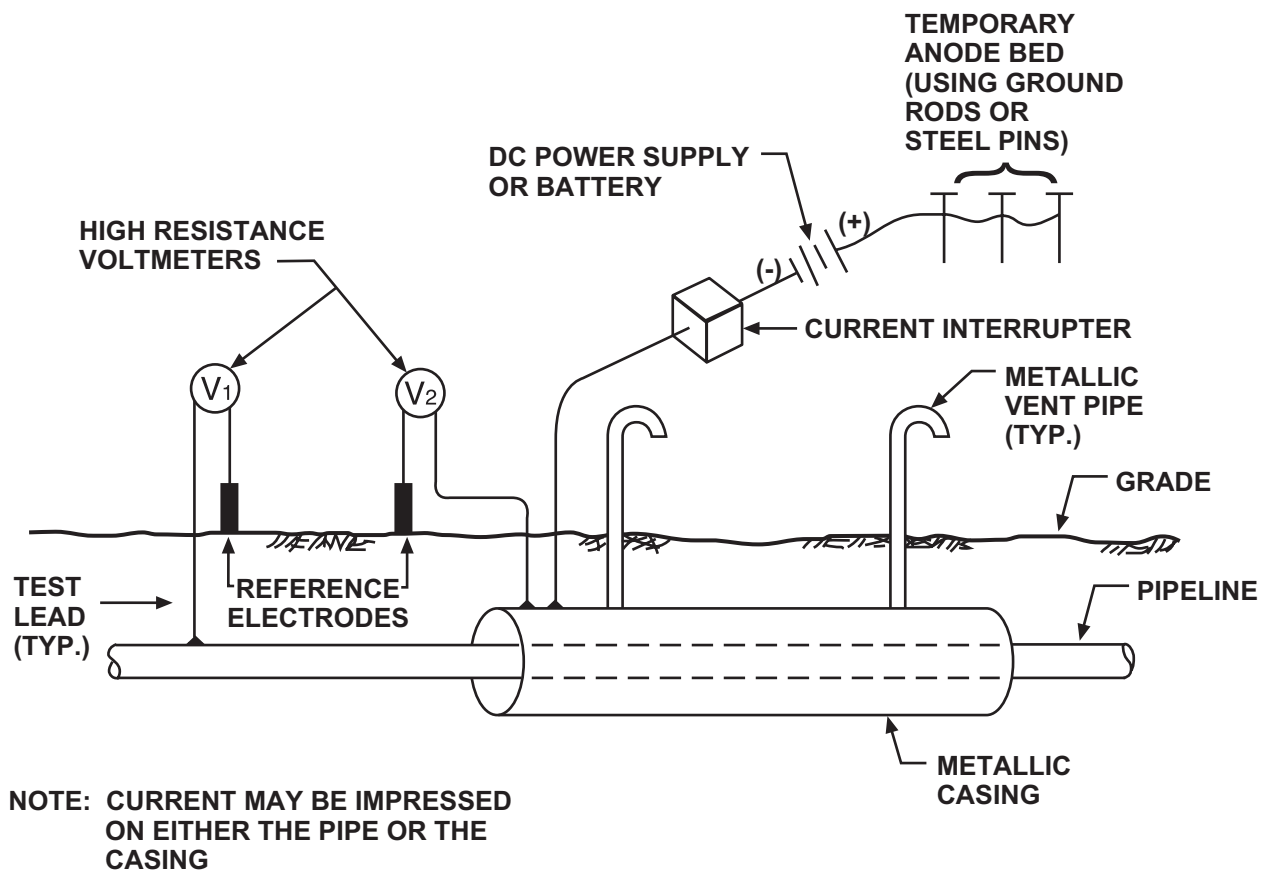 TEMPORARY
ANODE BED
(USING GROUND
RODS OR
STEEL PINS)
DC POWER SUPPLY
OR BATTERY
(+)
(-)
HIGH RESISTANCE
VOLTMETERS
CURRENT INTERRUPTER
V1
V2
METALLIC
VENT PIPE
(TYP.)
GRADE
TEST
LEAD
(TYP.)
REFERENCE
ELECTRODES
PIPELINE
METALLIC
CASING
NOTE: CURRENT MAY BE IMPRESSED
ON EITHER THE PIPE OR THE
CASING